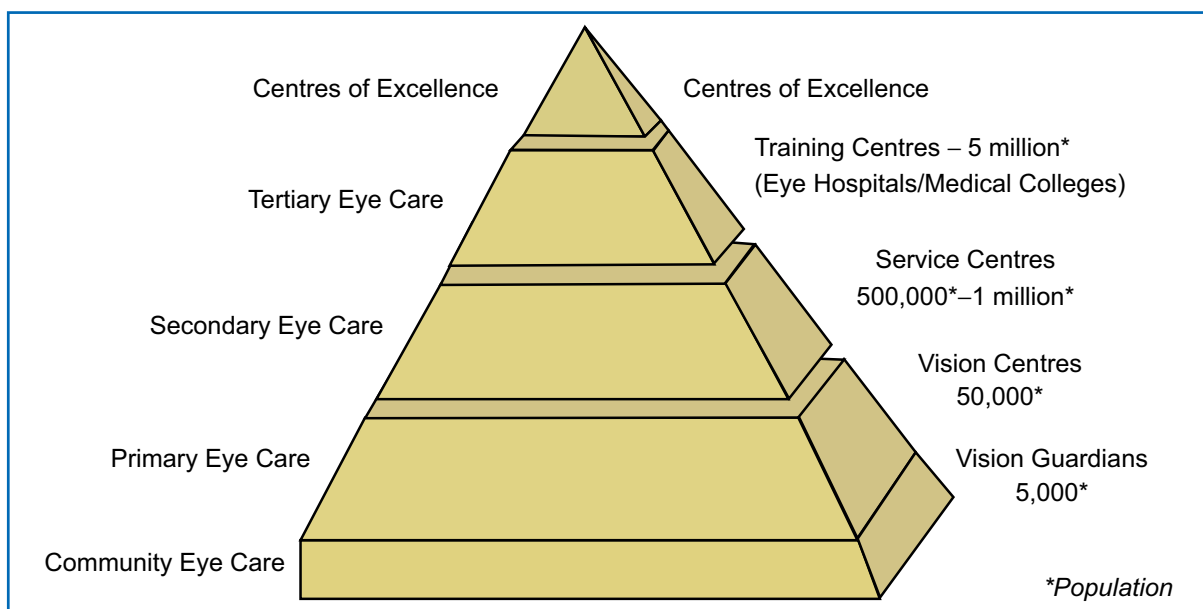 Centres of Excellence
Centres of Excellence
Training Centres – 5 million*
(Eye Hospitals/Medical Colleges)
Tertiary Eye Care
Service Centres
500,000*–1 million*
Secondary Eye Care
Vision Centres
50,000*
Primary Eye Care
Vision Guardians
5,000*
Community Eye Care
*Population